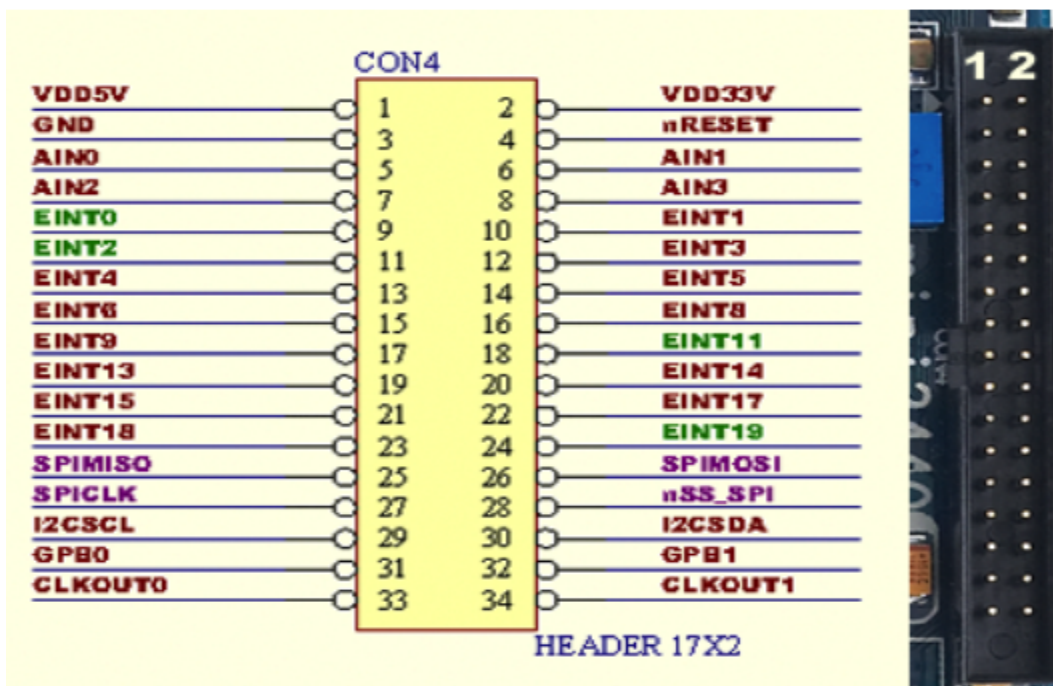 CON4
VDD5V 1 2 VDD33V
GND 3 4 nRESET
AIN0 5 6 AIN1
AIN2 7 8 AIN3
EINT0 9 10 EINT1
EINT2 11 12 EINT3
EINT4 13 14 EINT5
EINT6 15 16 EINT8
EINT9 17 18 EINT11
EINT13 19 20 EINT14
EINT15 21 22 EINT17
EINT18 23 24 EINT19
SPIMISO 25 26 SPIMOSI
SPICLK 27 28 nSS_SPI
I2CSCL 29 30 I2CSDA
GPB0 31 32 GPB1
CLKOUT0 33 34 CLKOUT1
HEADER 17X2
1 2